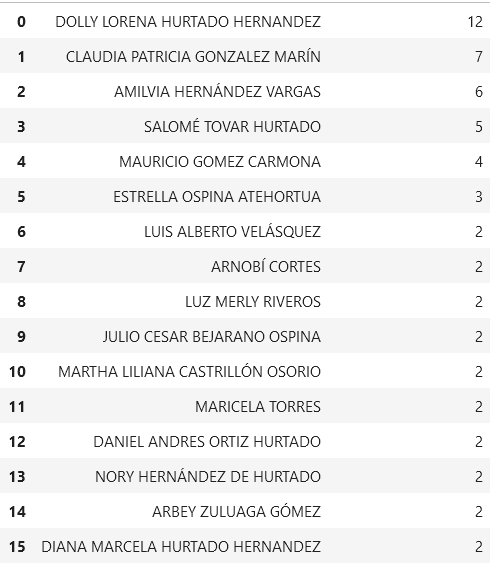 0 DOLLY LORENA HURTADO HERNANDEZ 12
1 CLAUDIA PATRICIA GONZALEZ MARÍN 7
2 AMILVIA HERNÁNDEZ VARGAS 6
3 SALOMÉ TOVAR HURTADO 5
4 MAURICIO GOMEZ CARMONA 4
5 ESTRELLA OSPINA ATEHORTUA 3
6 LUIS ALBERTO VELÁSQUEZ 2
7 ARNOBÍ CORTES 2
8 LUZ MERLY RIVEROS 2
9 JULIO CESAR BEJARANO OSPINA 2
10 MARTHA LILIANA CASTRILLÓN OSORIO 2
11 MARICELA TORRES 2
12 DANIEL ANDRES ORTIZ HURTADO 2
13 NORY HERNÁNDEZ DE HURTADO 2
14 ARBEY ZULUAGA GÓMEZ 2
15 DIANA MARCELA HURTADO HERNANDEZ 2